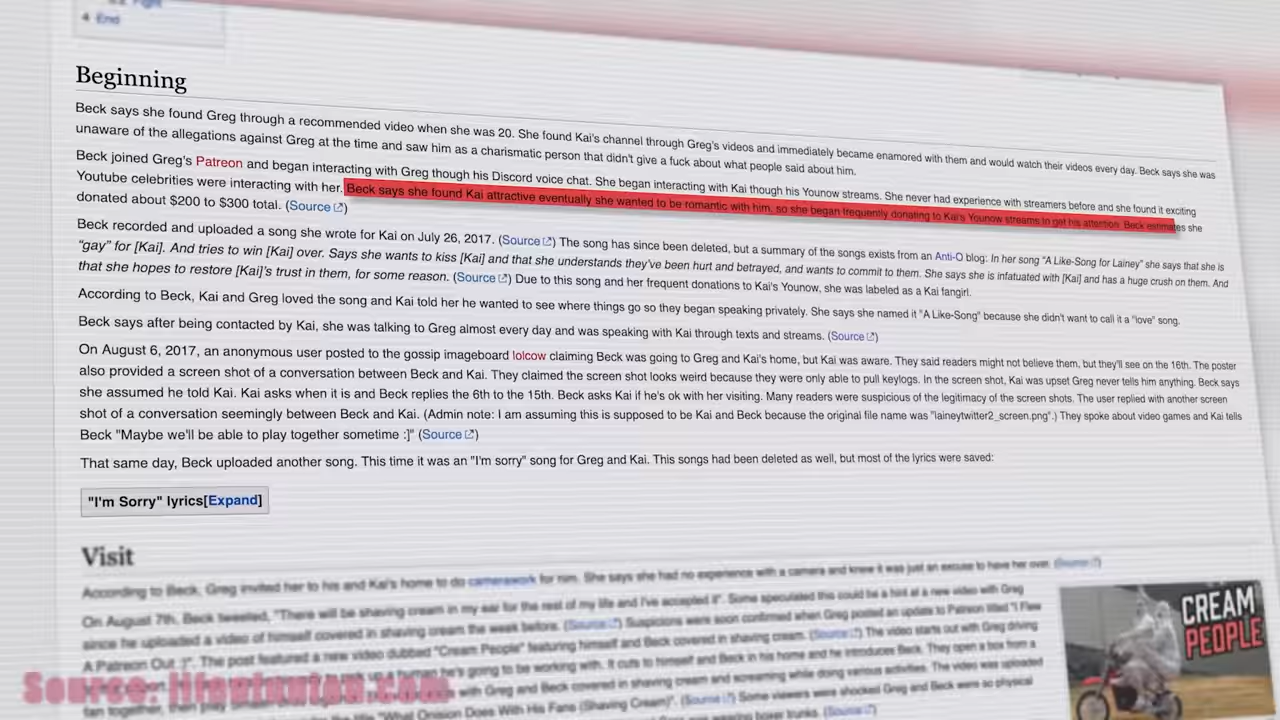 4 End
Beginning
Beck says she found Greg through a recommended video when she was 20. She found Kai's channel through Greg's videos and immediately became enamored with them and would watch their videos every day. Beck says she was
unaware of the allegations against Greg at the time and saw him as a charismatic person that didn't give a fuck about what people said about him.
Beck joined Greg's Patreon and began interacting with Greg though his Discord voice chat. She began interacting with Kai though his Younow streams. She never had experience with streamers before and she found it exciting
Youtube celebrities were interacting with her. Beck says she found Kai attractive eventually she wanted to be romantic with him, so she began frequently donating to Kai's Younow streams to get his attention. Beck estimates she
donated about $200 to $300 total. (Source)
Beck recorded and uploaded a song she wrote for Kai on July 26, 2017. (Source) The song has since been deleted, but a summary of the songs exists from an Anti-O blog: In her song “A Like-Song for Lainey” she says that she is
“gay” for [Kai]. And tries to win [Kai] over. Says she wants to kiss [Kai] and that she understands they've been hurt and betrayed, and wants to commit to them. She says she is infatuated with [Kai] and has a huge crush on them. And
that she hopes to restore [Kai]'s trust in them, for some reason. (Source) Due to this song and her frequent donations to Kai's Younow, she was labeled as a Kai fangirl.
According to Beck, Kai and Greg loved the song and Kai told her he wanted to see where things go so they began speaking privately. She says she named it "A Like-Song" because she didn't want to call it a "love" song.
Beck says after being contacted by Kai, she was talking to Greg almost every day and was speaking with Kai through texts and streams. (Source)
On August 6, 2017, an anonymous user posted to the gossip imageboard lolcow claiming Beck was going to Greg and Kai's home, but Kai was aware. They said readers might not believe them, but they'll see on the 16th. The poster
also provided a screen shot of a conversation between Beck and Kai. They claimed the screen shot looks weird because they were only able to pull keylogs. In the screen shot, Kai was upset Greg never tells him anything. Beck says
she assumed he told Kai. Kai asks when it is and Beck replies the 6th to the 15th. Beck asks Kai if he's ok with her visiting. Many readers were suspicious of the legitimacy of the screen shots. The user replied with another screen
shot of a conversation seemingly between Beck and Kai. (Admin note: I am assuming this is supposed to be Kai and Beck because the original file name was "laineytwitter2_screen.png".) They spoke about video games and Kai tells
Beck "Maybe we'll be able to play together sometime :]" (Source)
That same day, Beck uploaded another song. This time it was an "I'm sorry" song for Greg and Kai. This songs had been deleted as well, but most of the lyrics were saved:
"I'm Sorry" lyrics[Expand]
Visit
According to Beck, Greg invited her to his and Kai's home to do camerawork for him. She says she had no experience with a camera and knew it was just an excuse to have her over. (Source)
On August 7th, Beck tweeted, "There will be shaving cream in my ear for the rest of my life and I've accepted it". Some speculated this could be a hint at a new video with Greg
since he uploaded a video of himself covered in shaving cream the week before. (Source) Suspicions were soon confirmed when Greg posted an update to Patreon titled "I Flew
A Patreon Out :)". The post featured a new video dubbed "Cream People" featuring himself and Beck covered in shaving cream. (Source) The video starts out with Greg driving
he's going to be working with. It cuts to himself and Beck in his home and he introduces Beck. They open a box from a
with Greg and Beck covered in shaving cream and screaming while doing various activities. The video was uploaded
"What Onision Does With His Fans (Shaving Cream)". (Source) Some viewers were shocked Greg and Beck were so physical
boxer trunks. (Source)
CREAM
PEOPLE
Source-